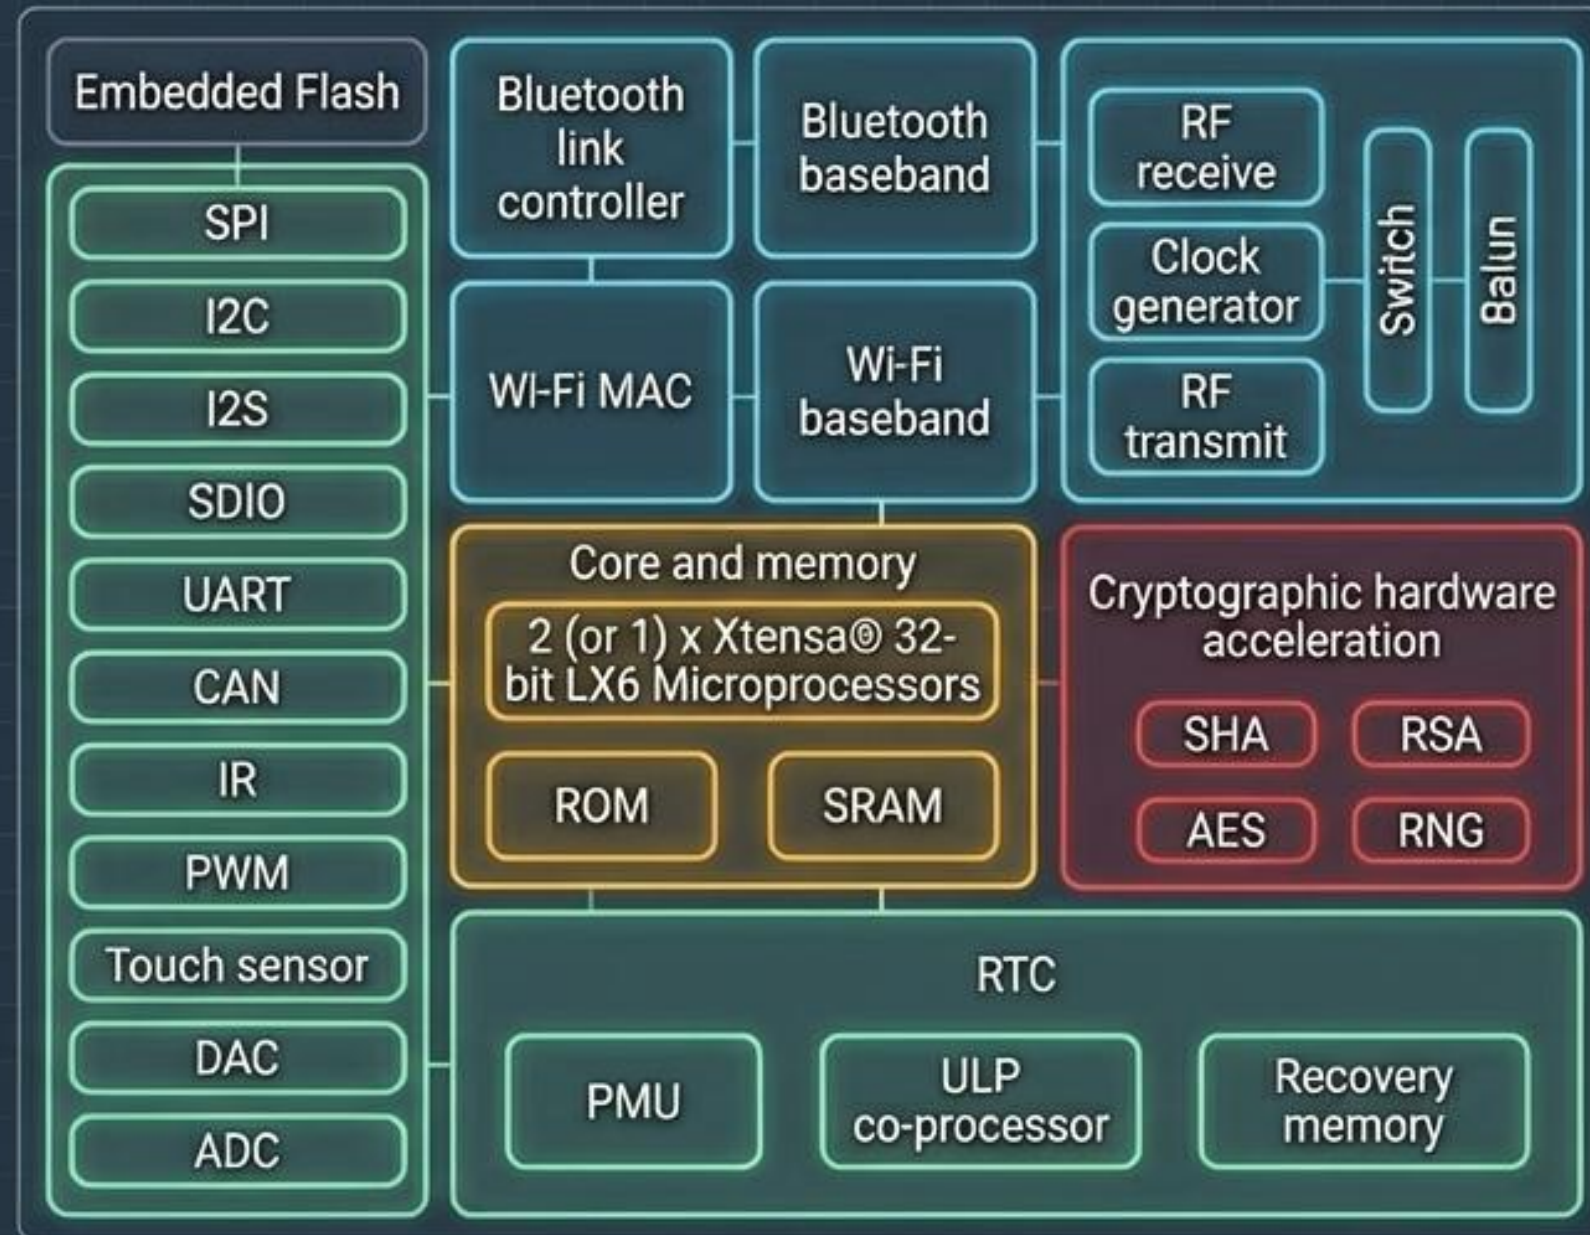 Embedded Flash
SPI
I2C
I2S
SDIO
UART
CAN
IR
PWM
Touch sensor
DAC
ADC
Bluetooth
link
controller
Bluetooth
baseband
WI-Fi MAC
Wi-Fi
baseband
RF
receive
Clock
generator
RF
transmit
Switch
Balun
Core and memory
2 (or 1) x Xtensa® 32-
bit LX6 Microprocessors
ROM
SRAM
Cryptographic hardware
acceleration
SHA
RSA
AES
RNG
RTC
PMU
ULP
co-processor
Recovery
memory